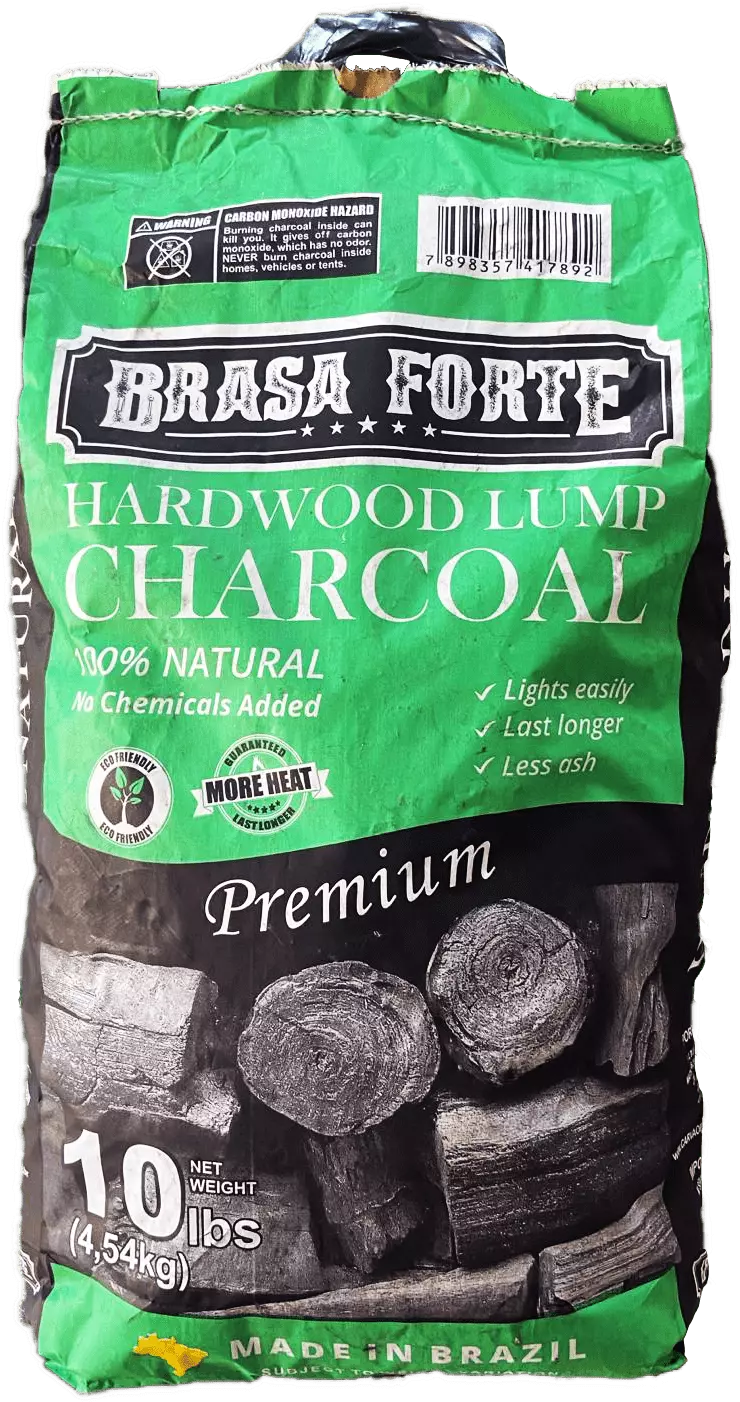 WARNING
CARBON MONOXIDE HAZARD
Burning charcoal inside can
kill you. It gives off carbon
monoxide, which has no odor.
NEVER burn charcoal inside
homes, vehicles or tents.
7 898357 417892
BRASA FORTE
HARDWOOD LUMP
CHARCOAL
100% NATURAL
No Chemicals Added
✓ Lights easily
✓ Last longer
✓ Less ash
ECO FRIENDLY
ECO FRIENDLY
GUARANTEED
MORE HEAT
LAST LONGER
Premium
10 lbs
NET
WEIGHT
(4,54kg)
MADE iN BRAZIL
SUBJECT TO
NATURAL